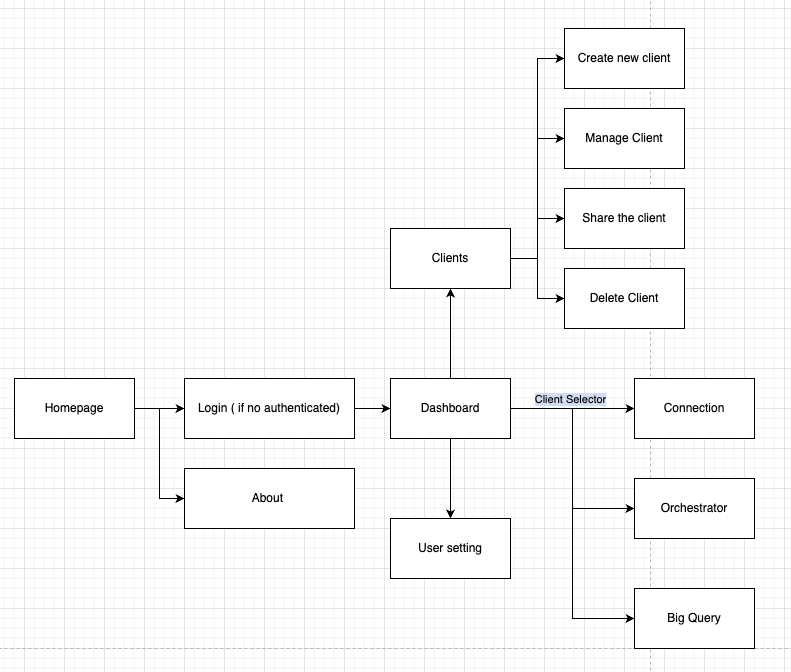 Create new client
Manage Client
Share the client
Clients
Delete Client
Client Selector
Homepage
Login ( if no authenticated)
Dashboard
Connection
About
Orchestrator
User setting
Big Query